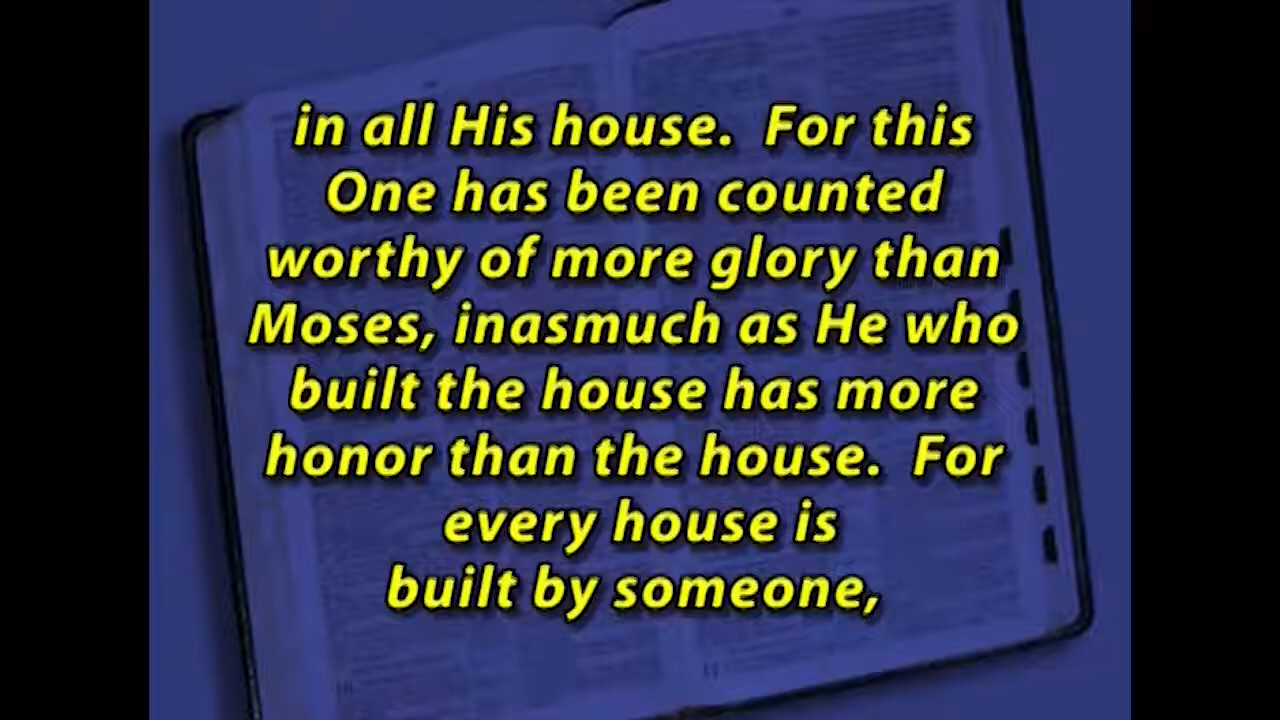 in all His house.  For this
One has been counted
worthy of more glory than
Moses, inasmuch as He who
built the house has more
honor than the house.  For
every house is
built by someone,